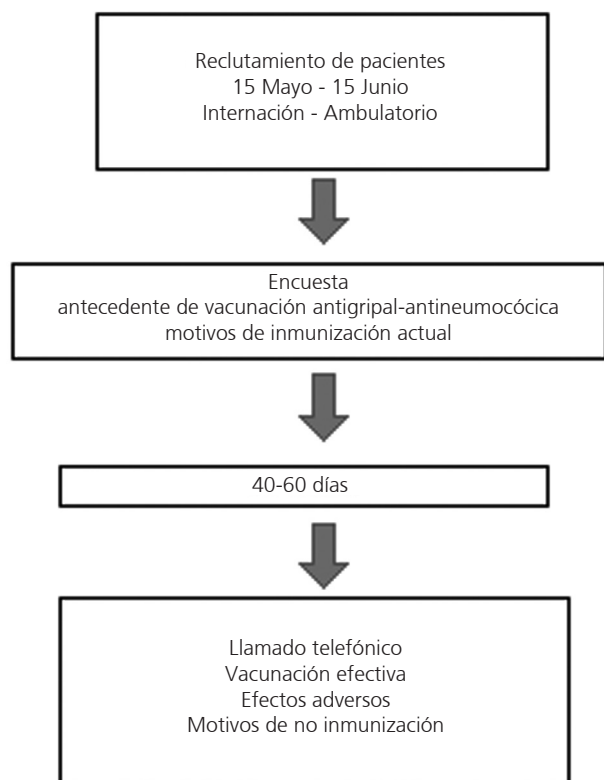 Reclutamiento de pacientes
15 Mayo - 15 Junio
Internación - Ambulatorio
Encuesta
antecedente de vacunación antigripal-antineumocócica
motivos de inmunización actual
40-60 días
Llamado telefónico
Vacunación efectiva
Efectos adversos
Motivos de no inmunización